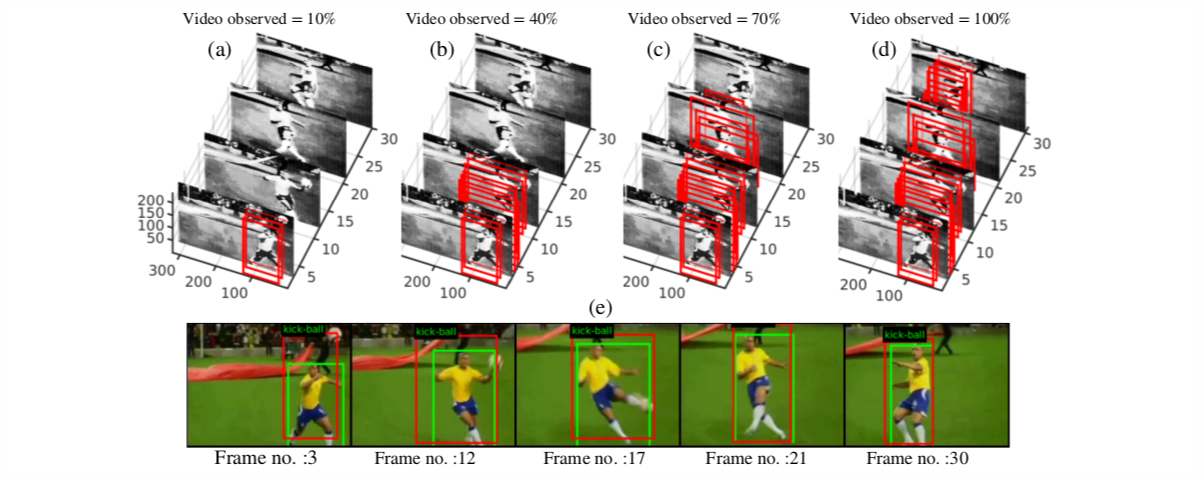 Video observed = 10%
Video observed = 40%
Video observed = 70%
Video observed = 100%
(a)
(b)
(c)
(d)
200
150
100
50
300
200
100
5
10
15
20
25
30
200
100
5
10
15
20
25
30
200
100
5
10
15
20
25
30
200
100
5
10
15
20
25
30
(e)
kick-ball
kick-ball
kick-ball
kick-ball
Frame no. :3
Frame no. :12
Frame no. :17
Frame no. :21
Frame no. :30